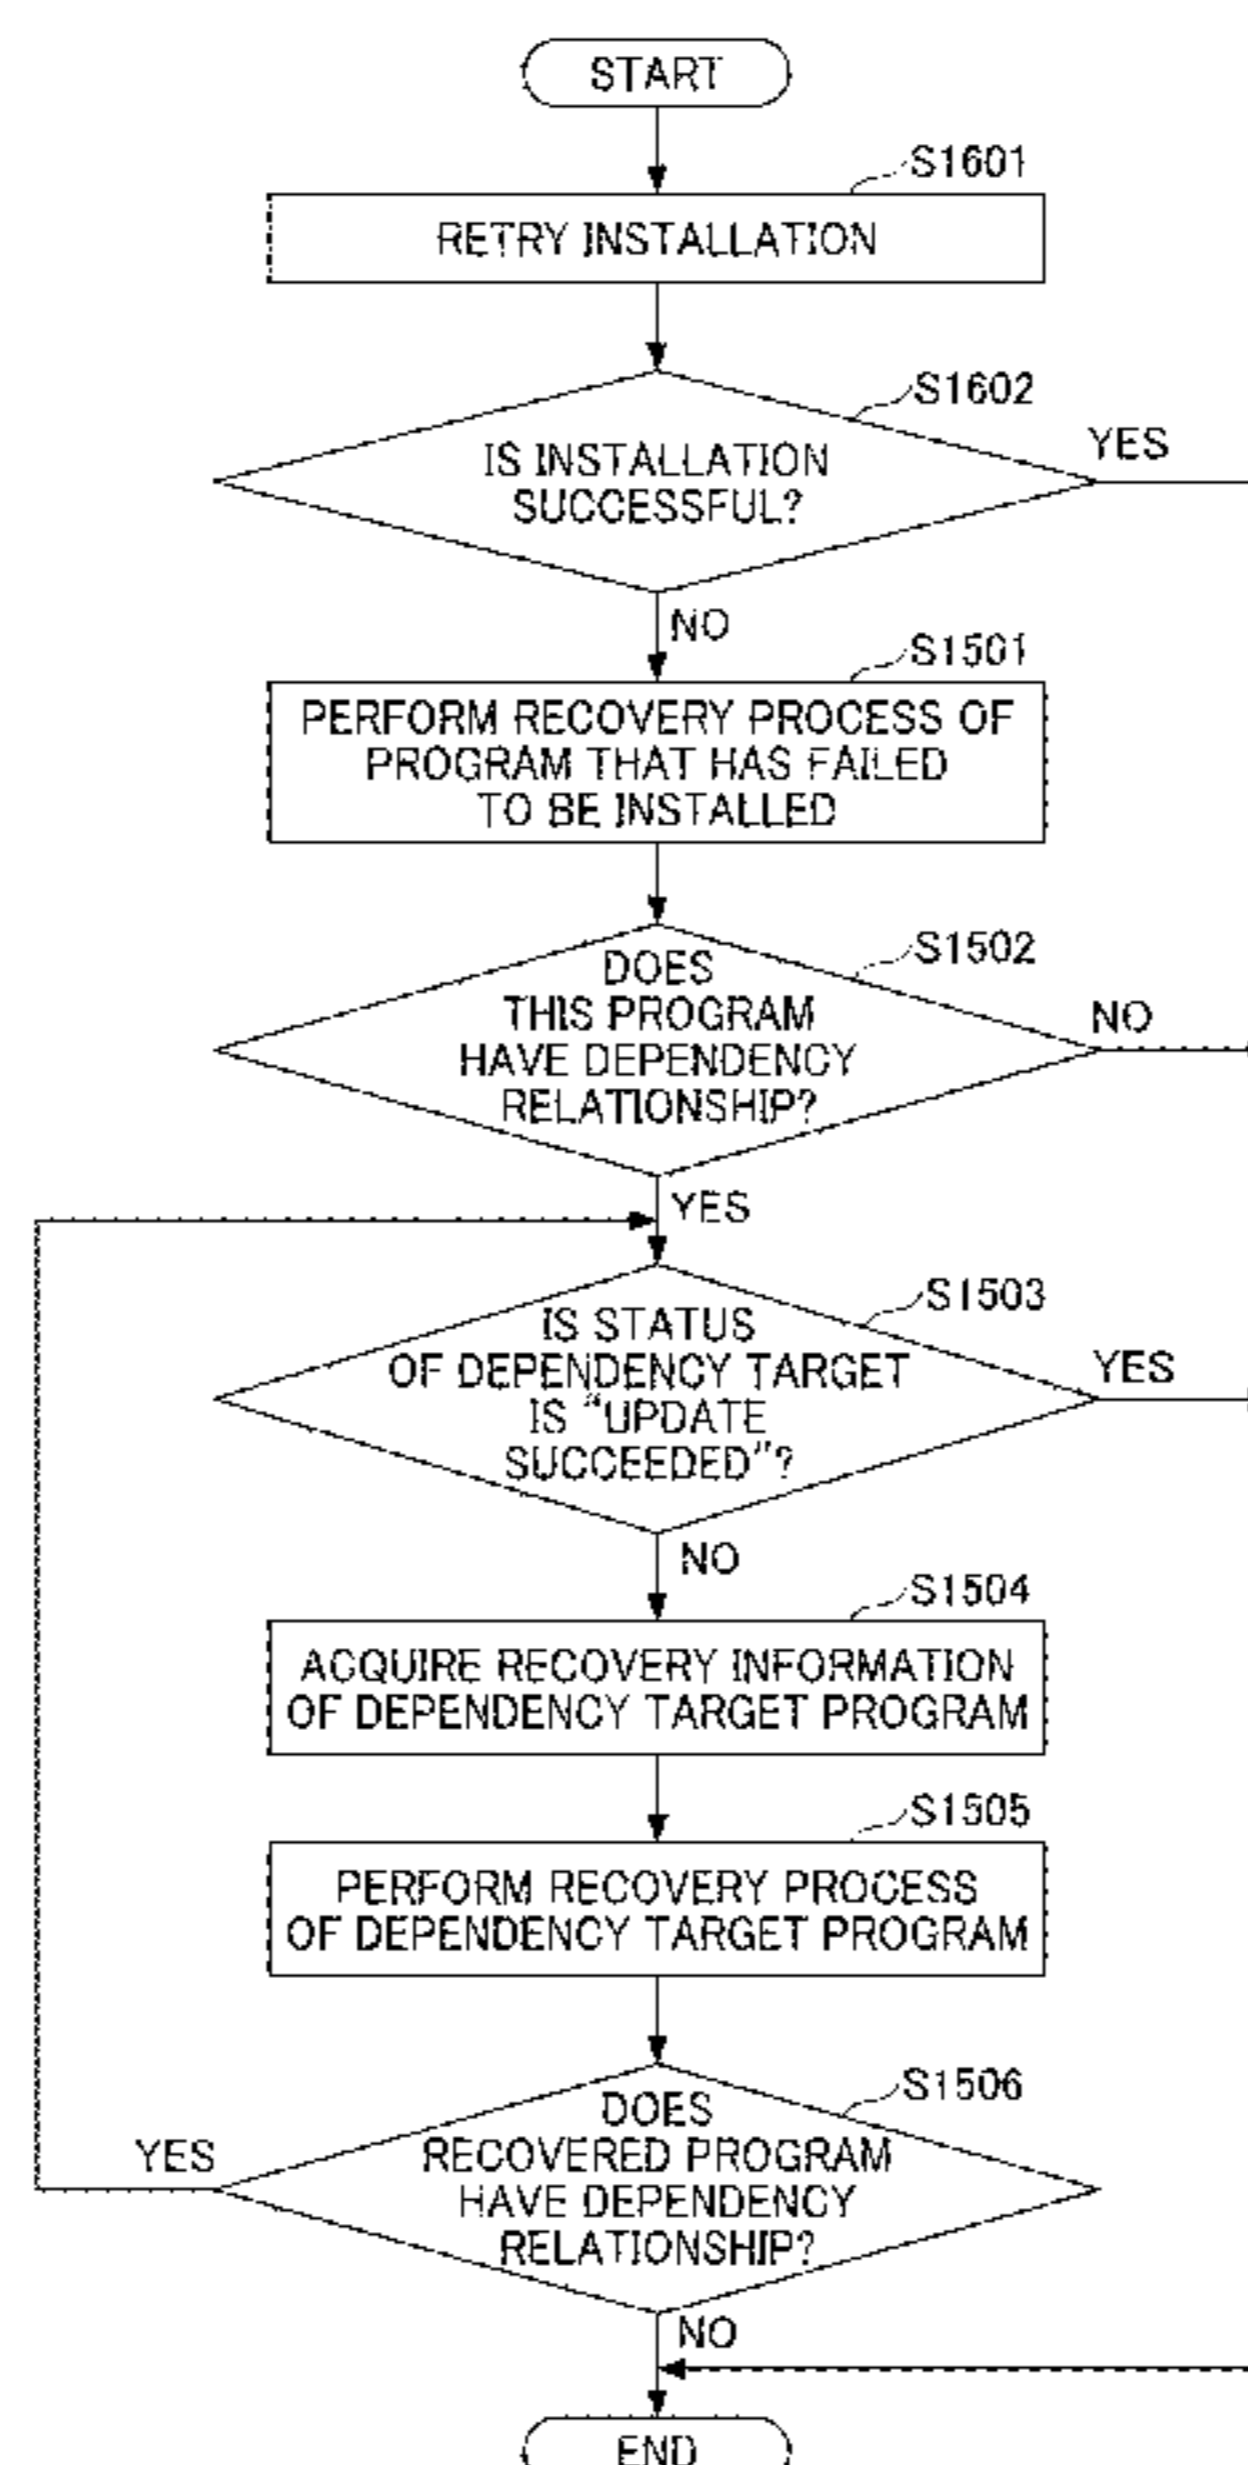 START
S1601
RETRY INSTALLATION
S1602
IS INSTALLATION
SUCCESSFUL?
YES
NO
S1501
PERFORM RECOVERY PROCESS OF
PROGRAM THAT HAS FAILED
TO BE INSTALLED
S1502
DOES
THIS PROGRAM
HAVE DEPENDENCY
RELATIONSHIP?
NO
YES
S1503
IS STATUS
OF DEPENDENCY TARGET
IS “UPDATE
SUCCEEDED”?
YES
NO
S1504
ACQUIRE RECOVERY INFORMATION
OF DEPENDENCY TARGET PROGRAM
S1505
PERFORM RECOVERY PROCESS
OF DEPENDENCY TARGET PROGRAM
S1506
DOES
RECOVERED PROGRAM
HAVE DEPENDENCY
RELATIONSHIP?
YES
NO
END